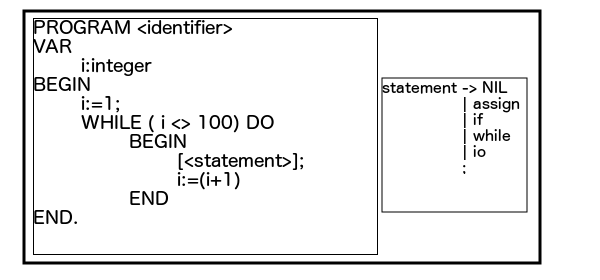 PROGRAM <identifier>
VAR
i:integer
BEGIN
i:=1;
WHILE ( i <> 100) DO
BEGIN
[<statement>];
i:=(i+1)
END
END.
statement -> NIL
| assign
| if
| while
| io
;